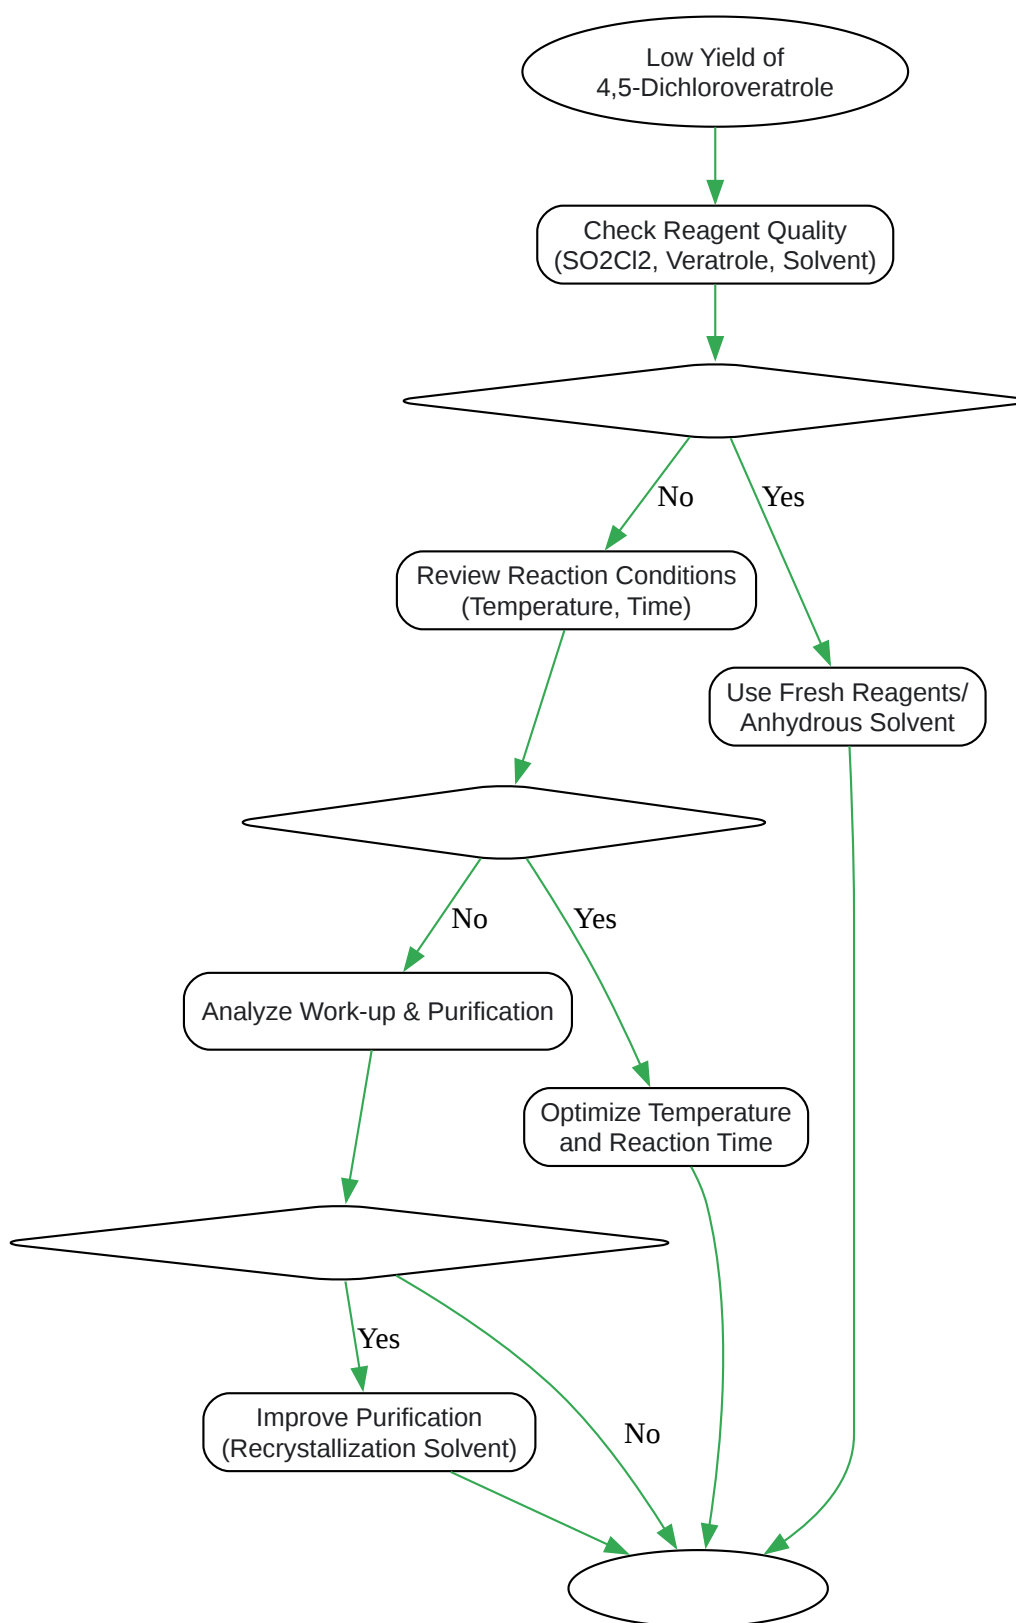 Low Yield of
4,5-Dichloroveratrole
Check Reagent Quality
(SO2Cl2, Veratrole, Solvent)
No
Yes
Review Reaction Conditions
(Temperature, Time)
Use Fresh Reagents/
Anhydrous Solvent
No
Yes
Analyze Work-up & Purification
Optimize Temperature
and Reaction Time
Yes
Improve Purification
(Recrystallization Solvent)
No